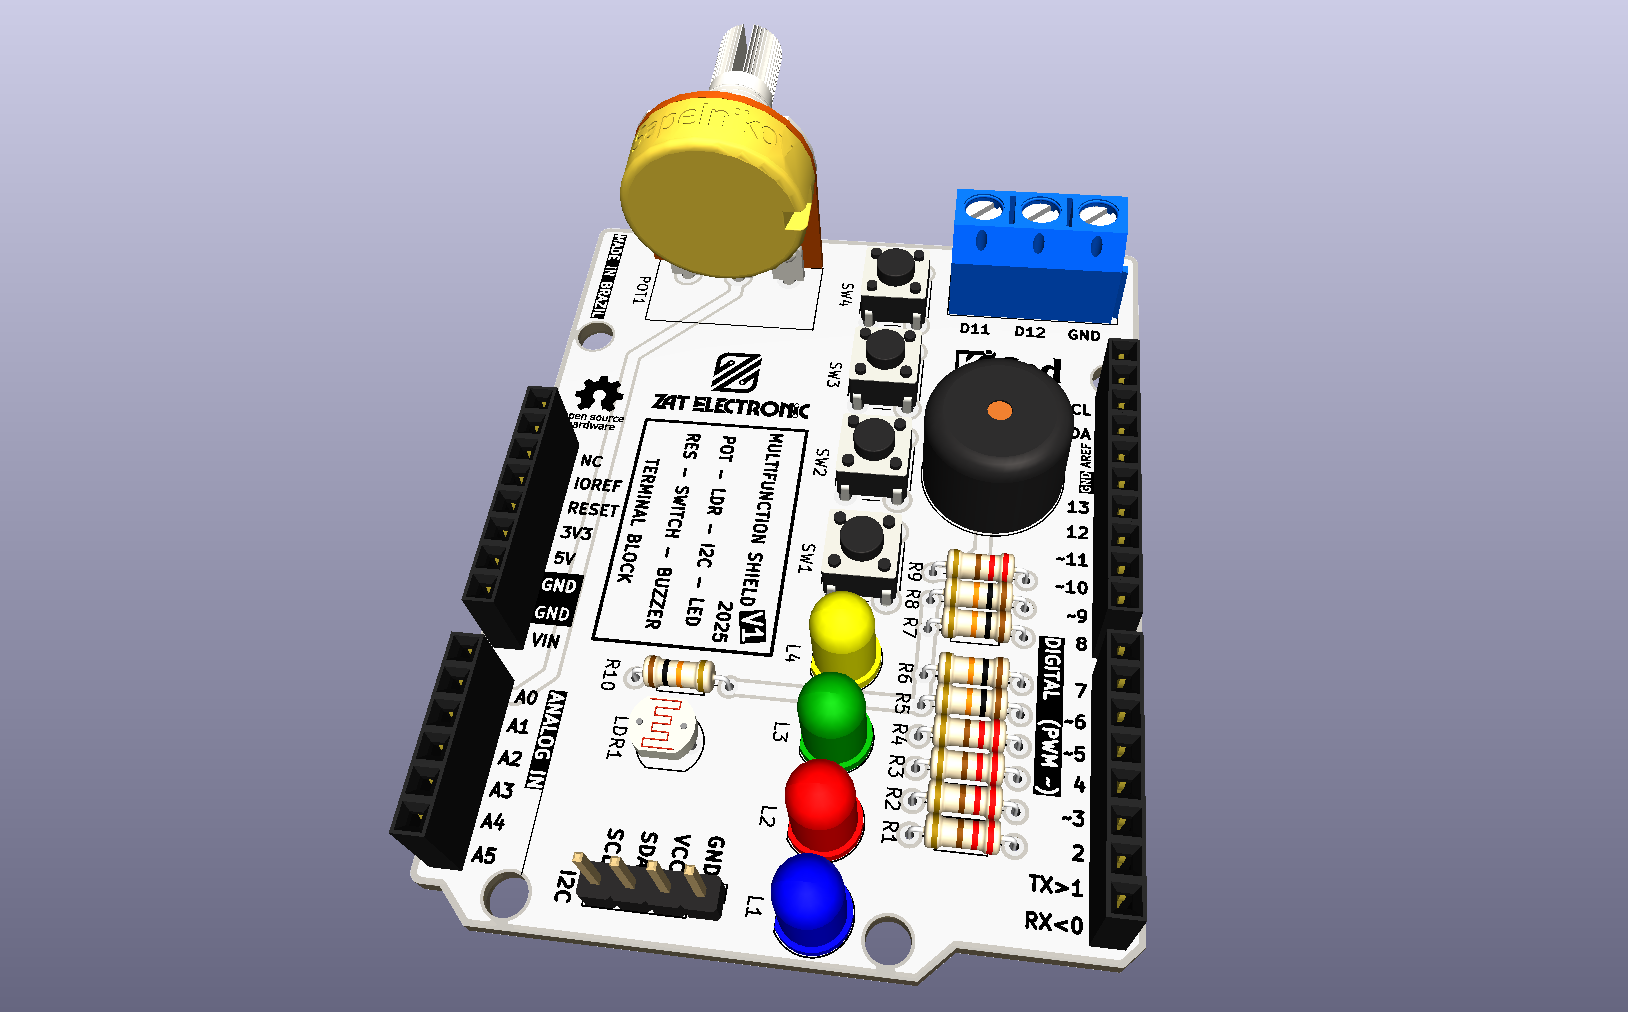 MADE IN BRAZIL
POT1
SW4
SW3
SW2
SW1
D11
D12
GND
ZAT ELECTRONIC
open source
hardware
MULTIFUNCTION SHIELD V1
POT - LDR - I2C - LED 2025
RES - SWITCH - BUZZER
TERMINAL BLOCK
NC
IOREF
RESET
3V3
5V
GND
GND
VIN
A0
A1
A2
A3
A4
A5
ANALOG IN
AREF
GND
13
12
~11
~10
~9
8
7
~6
~5
4
~3
2
TX>1
RX<0
DIGITAL (PWM ~)
R9
R8
R7
R6
R5
R4
R3
R2
R1
R10
LDR1
L4
L3
L2
L1
SDA
VCC
GND
I2C